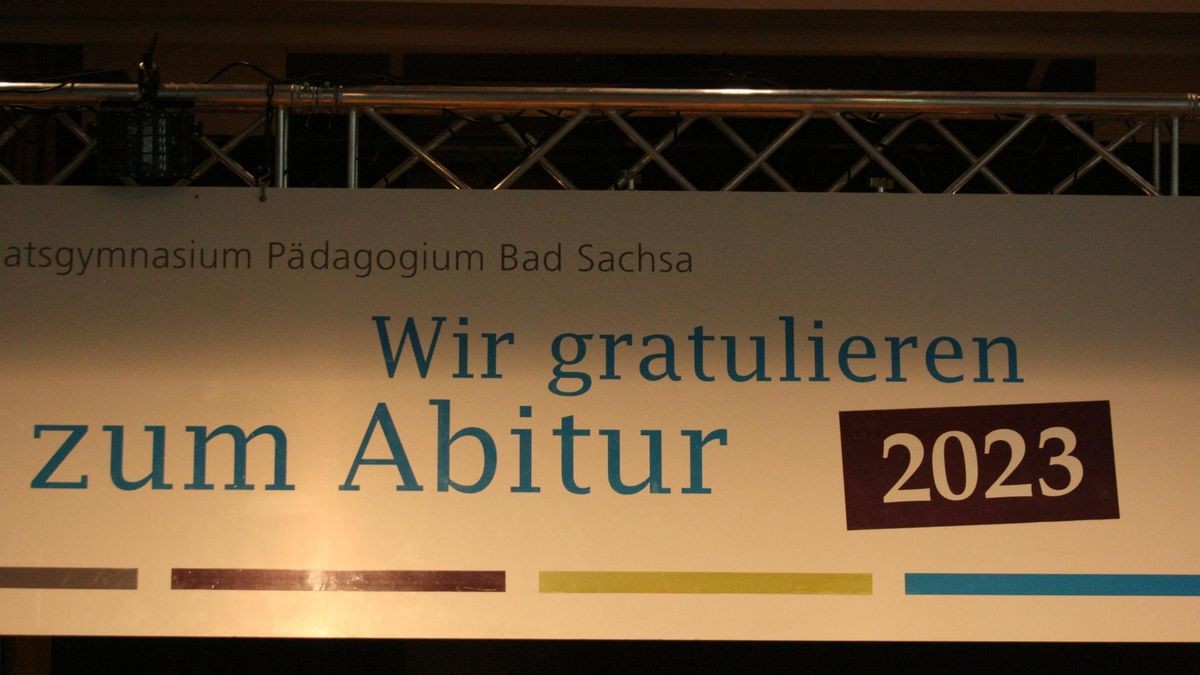 atsgymnasium Pädagogium Bad Sachsa
Wir gratulieren
zum Abitur 2023